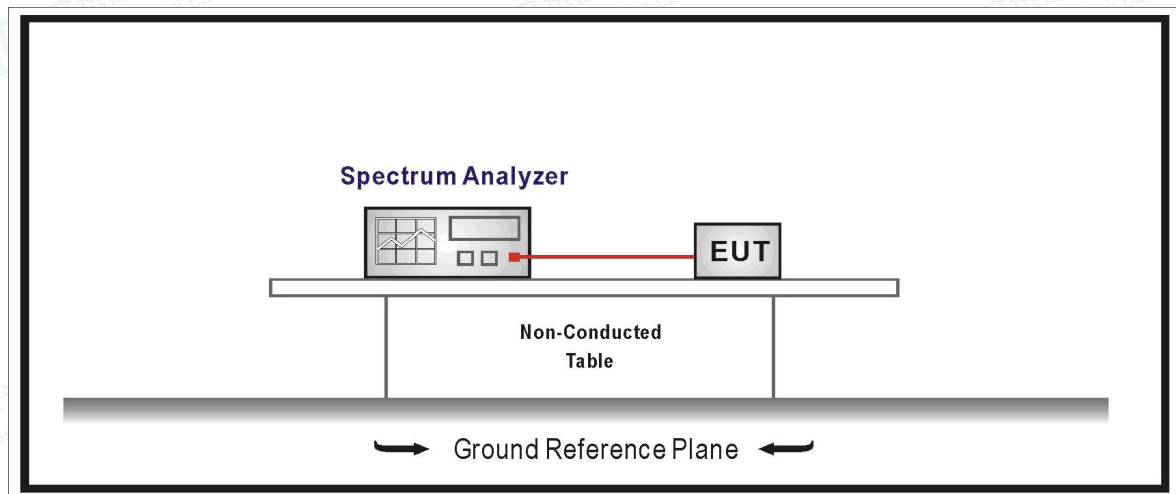 Spectrum Analyzer
EUT
Non-Conducted
Table
Ground Reference Plane